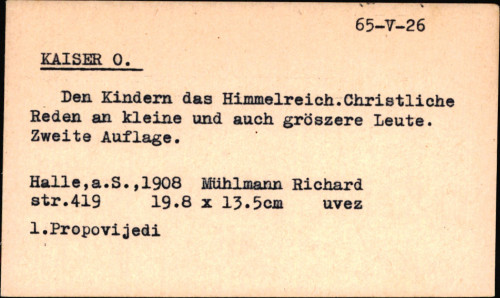 65-V-26
KAISER O.
Den Kindern das Himmelreich.Christliche
Reden an kleine und auch gröszere Leute.
Zweite Auflage.
Halle,a.S.,1908 Mühlmann Richard
str.419 19.8 x 13.5cm uvez
1.Propovijedi